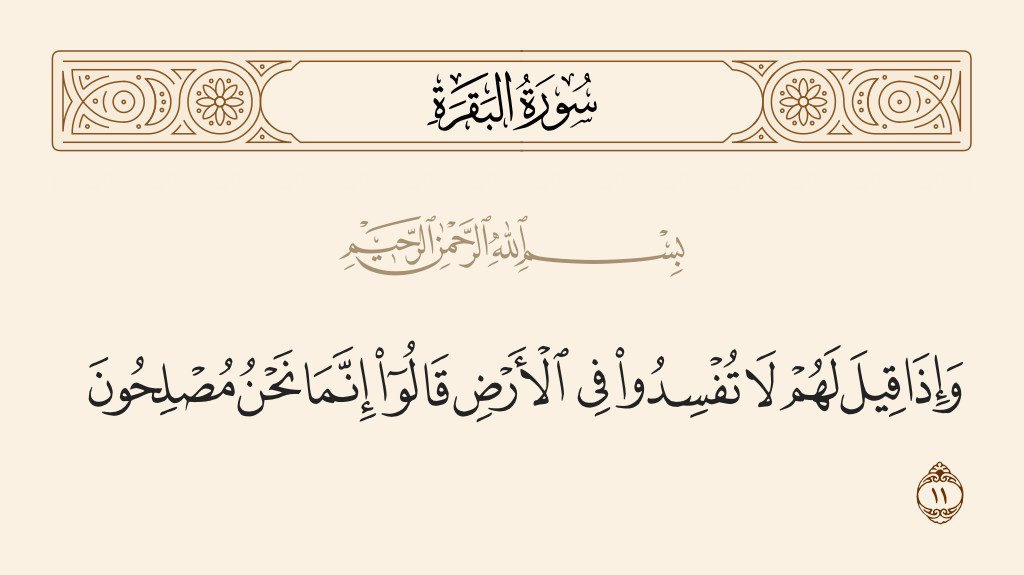 سُورَةُ البَقَرَةِ
بِسْمِ ٱللَّهِ ٱلرَّحْمَٰنِ ٱلرَّحِيمِ
وَإِذَا قِيلَ لَهُمْ لَا تُفْسِدُوا۟ فِى ٱلْأَرْضِ قَالُوٓا۟ إِنَّمَا نَحْنُ مُصْلِحُونَ
١١